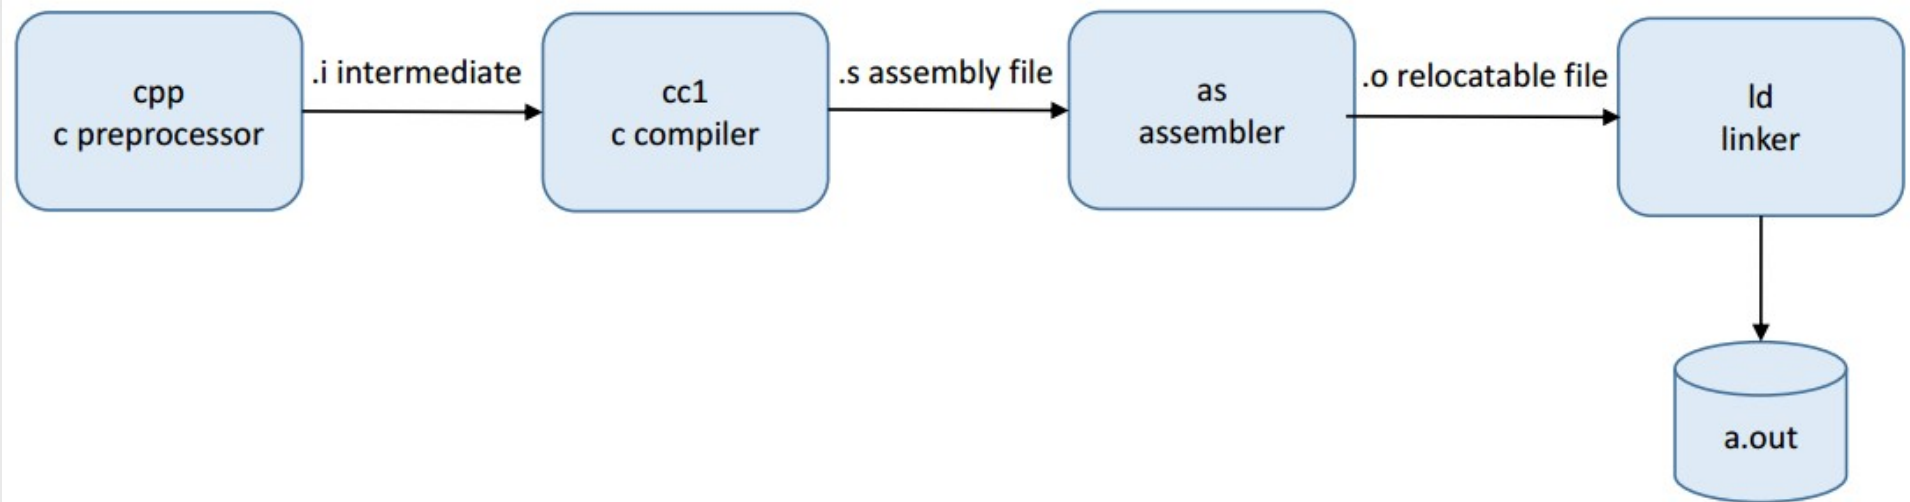 cpp
c preprocessor
.i intermediate
cc1
c compiler
.s assembly file
as
assembler
.o relocatable file
ld
linker
a.out